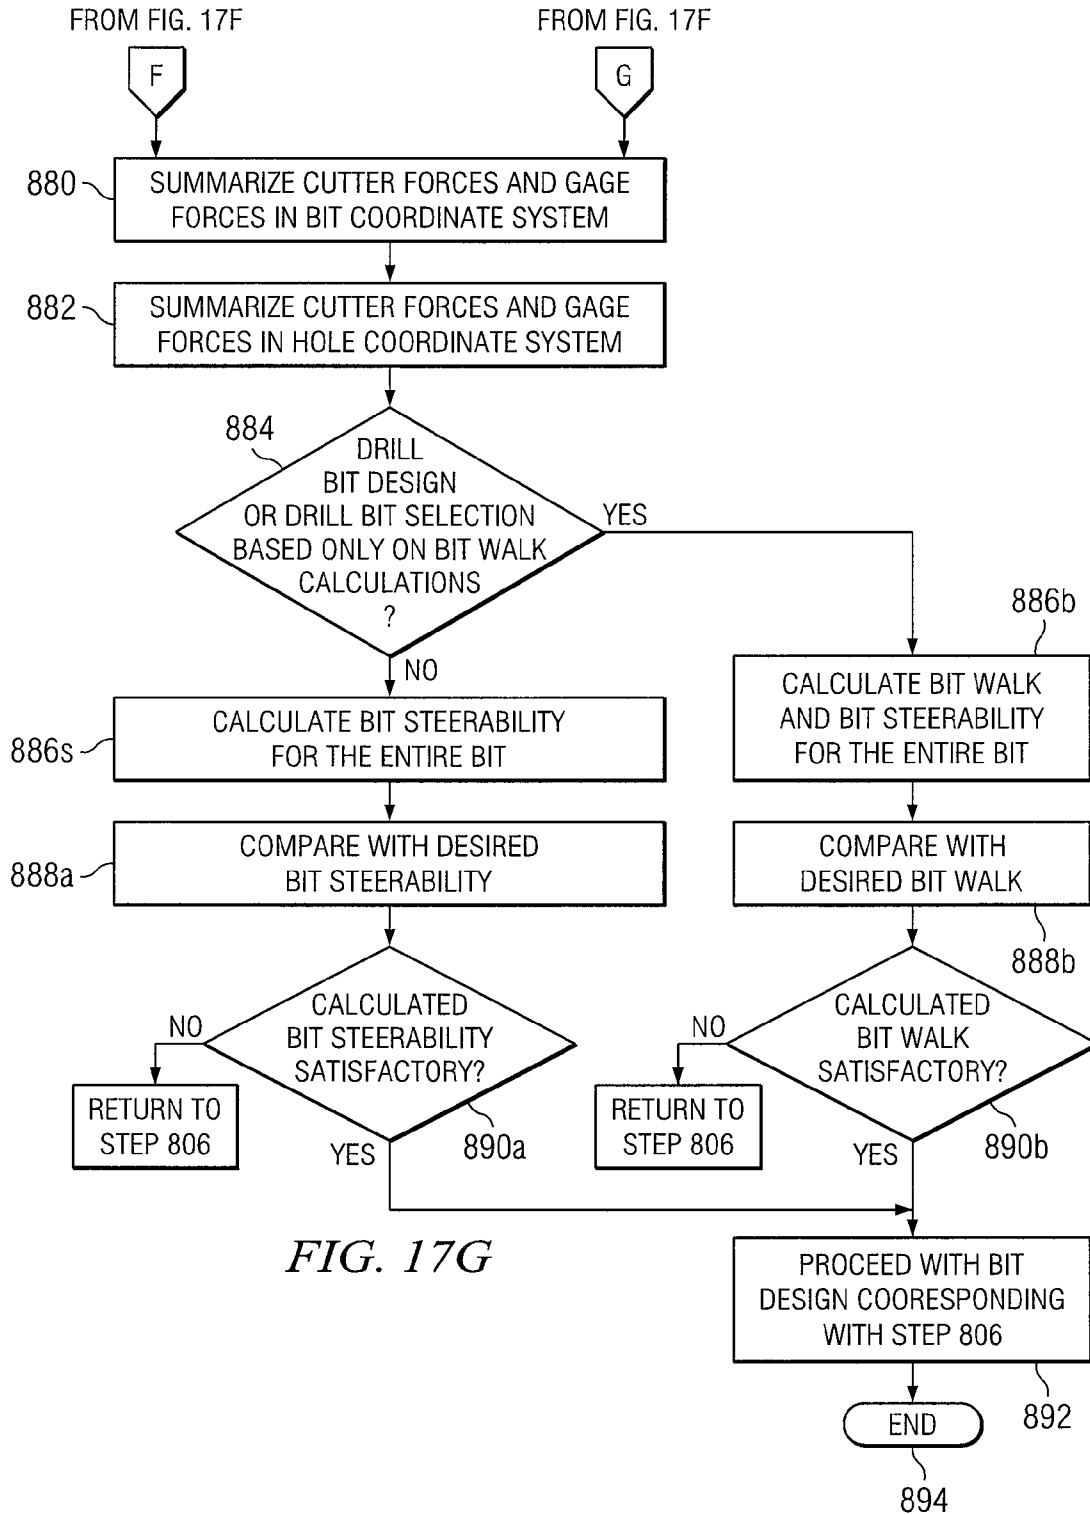 FROM FIG. 17F
FROM FIG. 17F
F
G
880
SUMMARIZE CUTTER FORCES AND GAGE
FORCES IN BIT COORDINATE SYSTEM
882
SUMMARIZE CUTTER FORCES AND GAGE
FORCES IN HOLE COORDINATE SYSTEM
884
DRILL
BIT DESIGN
OR DRILL BIT SELECTION
BASED ONLY ON BIT WALK
CALCULATIONS
?
YES
NO
886s
CALCULATE BIT STEERABILITY
FOR THE ENTIRE BIT
886b
CALCULATE BIT WALK
AND BIT STEERABILITY
FOR THE ENTIRE BIT
888a
COMPARE WITH DESIRED
BIT STEERABILITY
COMPARE WITH
DESIRED BIT WALK
888b
CALCULATED
BIT STEERABILITY
SATISFACTORY?
NO
RETURN TO
STEP 806
YES
890a
CALCULATED
BIT WALK
SATISFACTORY?
NO
RETURN TO
STEP 806
YES
890b
FIG. 17G
PROCEED WITH BIT
DESIGN COORESPONDING
WITH STEP 806
892
END
894